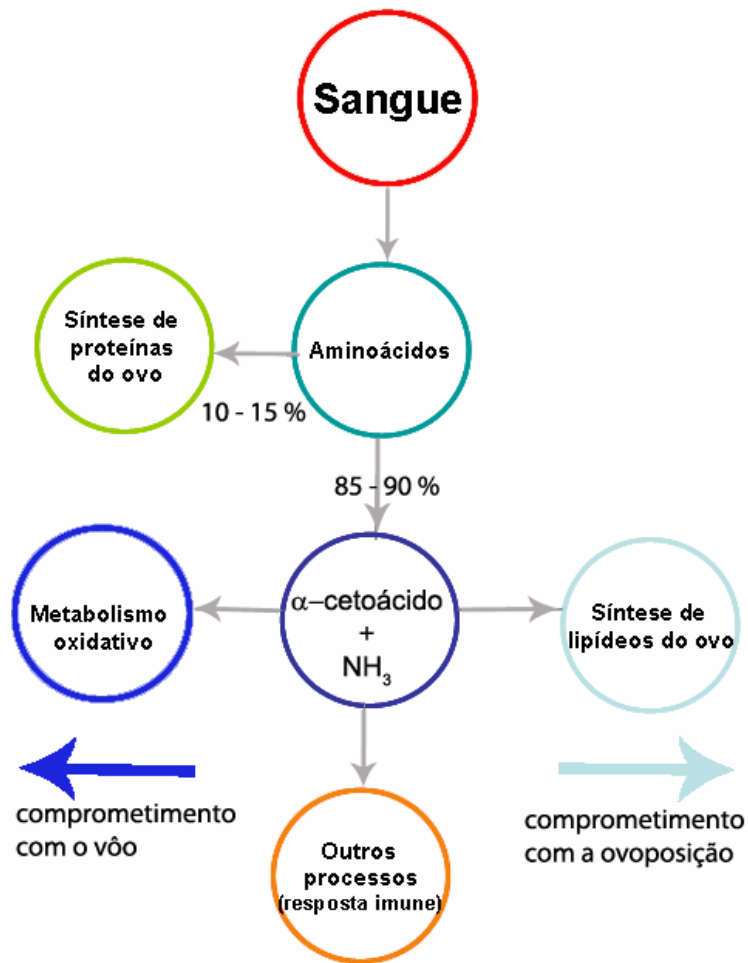 Sangue
Síntese de
proteínas
do ovo
Aminoácidos
10 - 15 %
85 - 90 %
Metabolismo
oxidativo
α–cetoácido
+
NH₃
Síntese de
lipídeos do ovo
comprometimento
com o vôo
comprometimento
com a ovoposição
Outros
processos
(resposta imune)